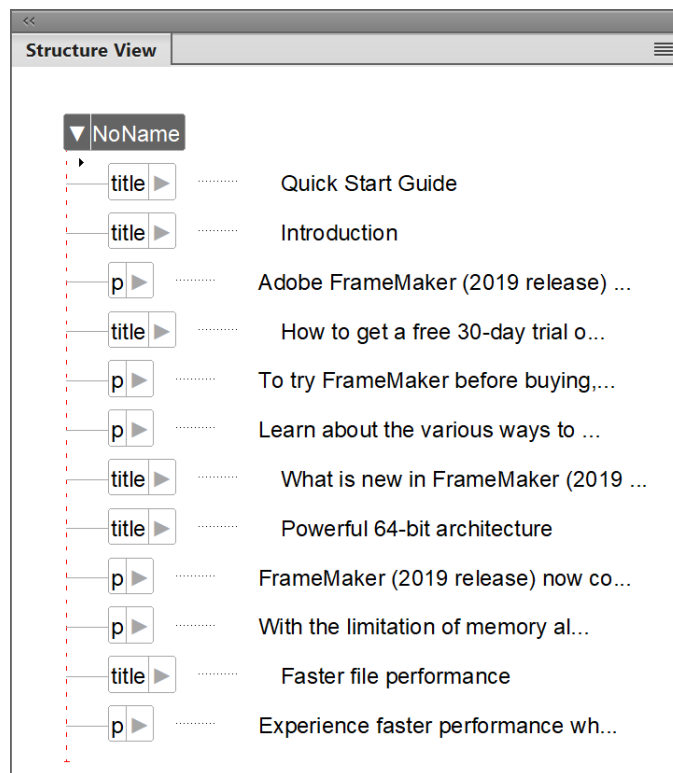 Structure View
NoName
title Quick Start Guide
title Introduction
p Adobe FrameMaker (2019 release) ...
title How to get a free 30-day trial o...
p To try FrameMaker before buying,...
p Learn about the various ways to ...
title What is new in FrameMaker (2019 ...
title Powerful 64-bit architecture
p FrameMaker (2019 release) now co...
p With the limitation of memory al...
title Faster file performance
p Experience faster performance wh...